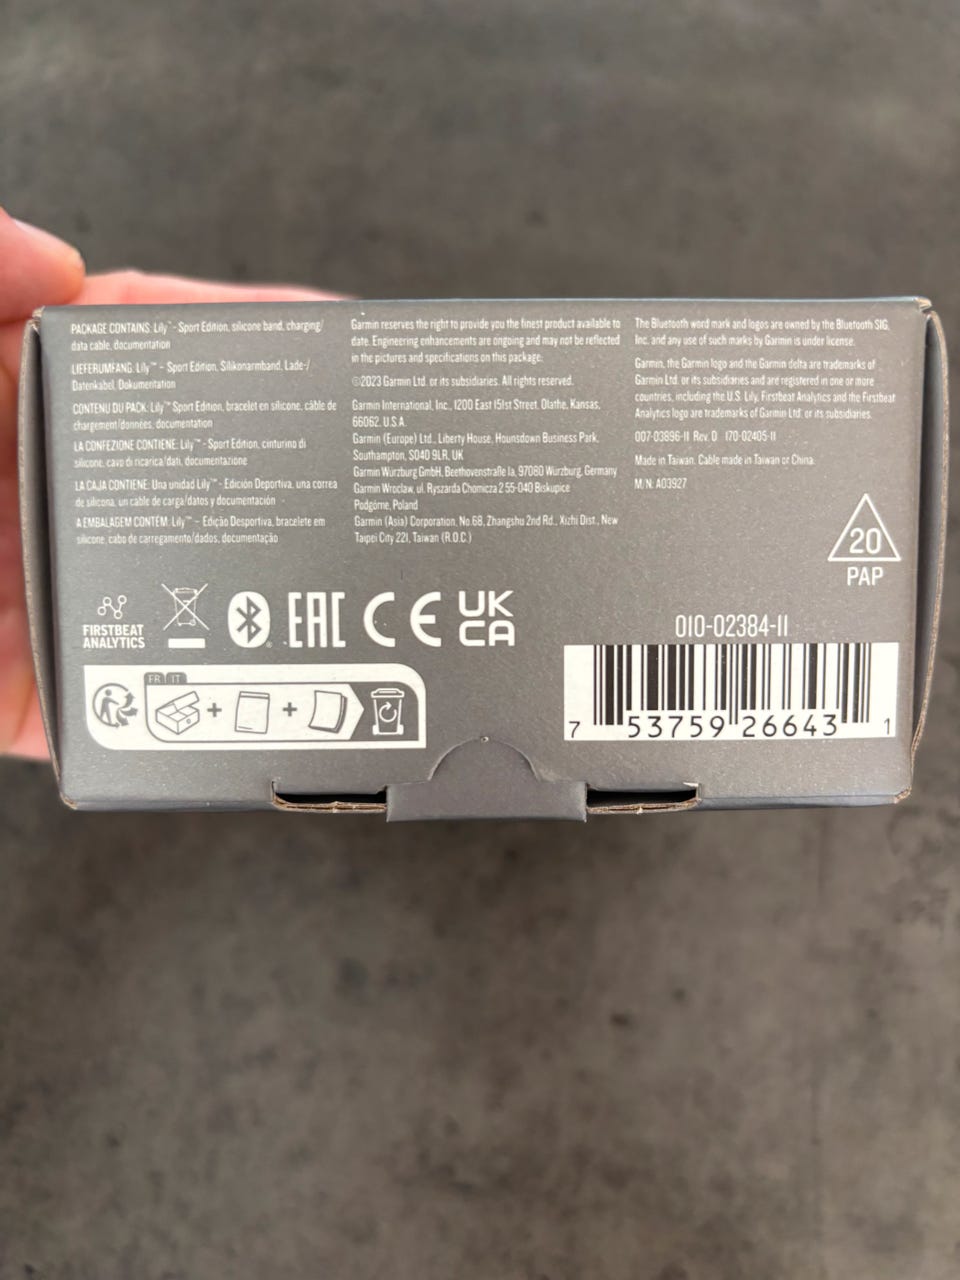 PACKAGE CONTAINS: Lily™ - Sport Edition, silicone band, charging/
data cable, documentation
LIEFERUMFANG: Lily™ - Sport Edition, Silikonarmband, Lade-/
Datenkabel, Dokumentation
CONTENU DU PACK: Lily™ Sport Edition, bracelet en silicone, câble de
chargement/données, documentation
LA CONFEZIONE CONTIENE: Lily™ - Sport Edition, cinturino di
silicone, cavo di ricarica/dati, documentazione
LA CAJA CONTIENE: Una unidad Lily™ - Edición Deportiva, una correa
de silicona, un cable de carga/datos y documentación
A EMBALAGEM CONTÉM: Lily™ - Edição Desportiva, bracelete em
silicone, cabo de carregamento/dados, documentação
Garmin reserves the right to provide you the finest product available to
date. Engineering enhancements are ongoing and may not be reflected
in the pictures and specifications on this package.
©2023 Garmin Ltd. or its subsidiaries. All rights reserved.
Garmin International, Inc., 1200 East 151st Street, Olathe, Kansas,
66062, U.S.A.
Garmin (Europe) Ltd., Liberty House, Hounsdown Business Park,
Southampton, SO40 9LR, UK
Garmin Würzburg GmbH, Beethovenstraße 1a, 97080 Würzburg, Germany
Garmin Wroclaw, ul. Ryszarda Chomicza 2 55-040 Biskupice
Podgórne, Poland
Garmin (Asia) Corporation, No.68, Zhangshu 2nd Rd., Xizhi Dist., New
Taipei City 221, Taiwan (R.O.C.)
The Bluetooth word mark and logos are owned by the Bluetooth SIG,
Inc. and any use of such marks by Garmin is under license.
Garmin, the Garmin logo and the Garmin delta are trademarks of
Garmin Ltd. or its subsidiaries and are registered in one or more
countries, including the U.S. Lily, Firstbeat Analytics and the Firstbeat
Analytics logo are trademarks of Garmin Ltd. or its subsidiaries.
007-03896-11 Rev. D 170-02405-11
Made in Taiwan. Cable made in Taiwan or China.
M/N: A03927
20
PAP
FIRSTBEAT
ANALYTICS
EAC
CE
UK
CA
FR IT
+ +
010-02384-11
7 53759 26643 1